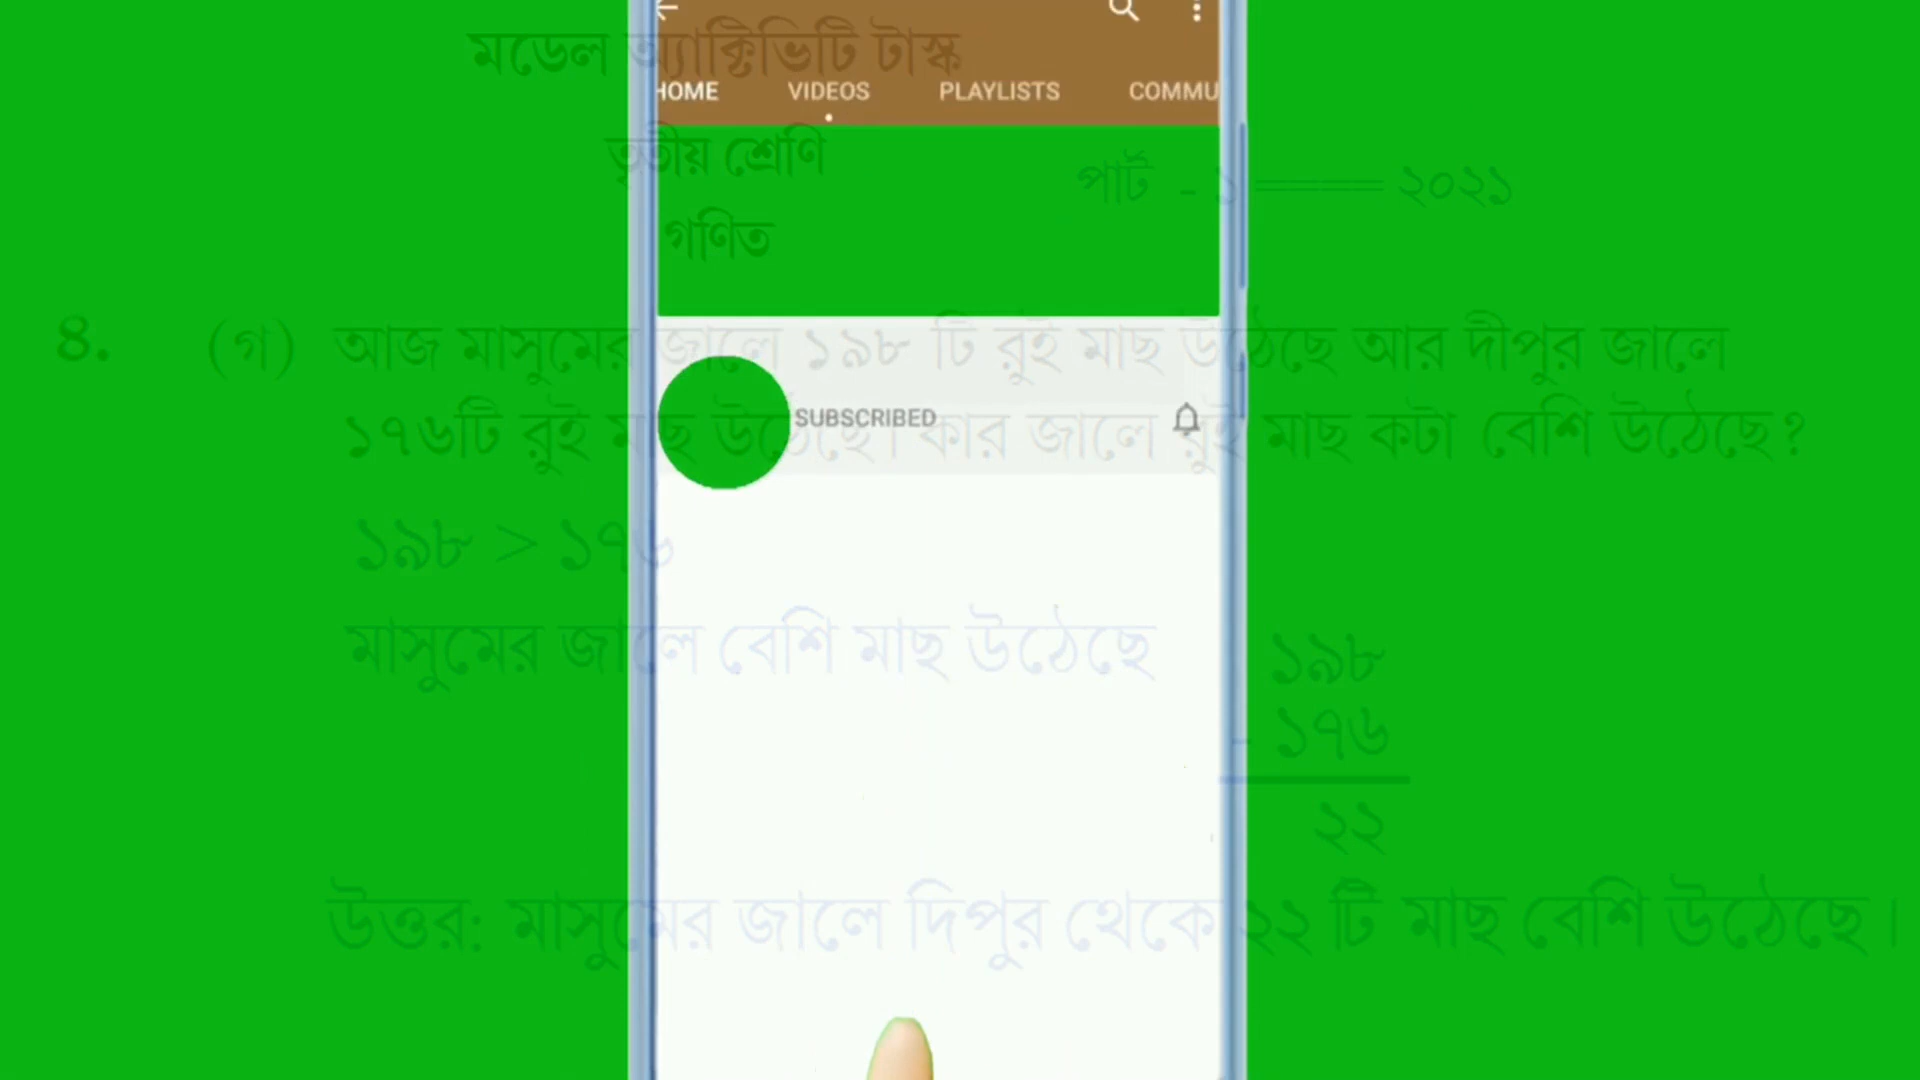 মডেল অ্যাক্টিভিটি টাস্ক
HOME VIDEOS PLAYLISTS COMMU
তৃতীয় শ্রেণি
পার্ট - ১ ==== ২০২১
গণিত
৪. (গ) আজ মাসুমের জালে ১৯৮ টি রুই মাছ উঠেছে আর দীপুর জালে
১৭৬টি রুই মাছ উঠেছে। কার জালে রুই মাছ কটা বেশি উঠেছে?
SUBSCRIBED
১৯৮ > ১৭৬
মাসুমের জালে বেশি মাছ উঠেছে
১৯৮
- ১৭৬
২২
উত্তর: মাসুমের জালে দিপুর থেকে ২২ টি মাছ বেশি উঠেছে।